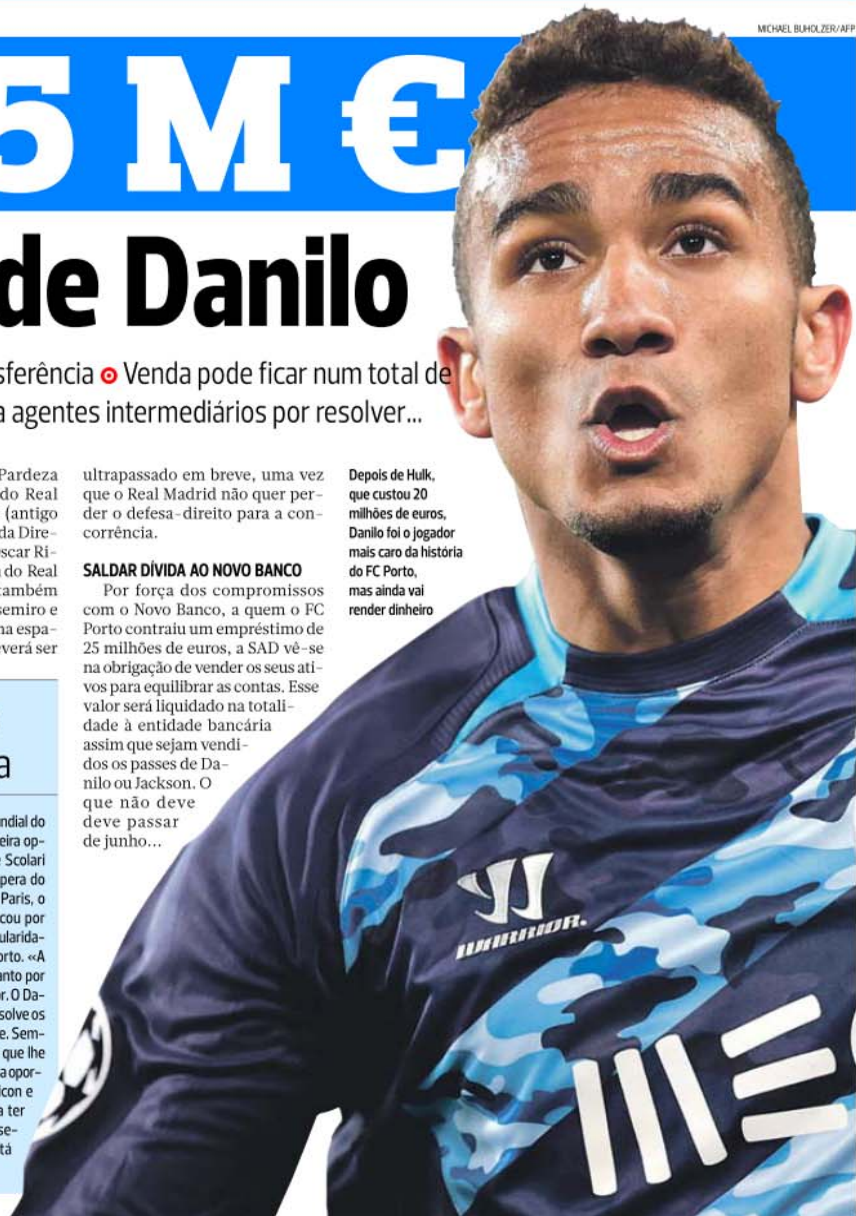 MICHAEL BUHOLZER/AFP
5 M €
de Danilo
sferência Venda pode ficar num total de
a agentes intermediários por resolver...
Pardeza
do Real
(antigo
da Dire-
scar Ri-
do Real
também
semiro e
na espa-
everá ser
ultrapassado em breve, uma vez
que o Real Madrid não quer per-
der o defesa-direito para a con-
corrência.
SALDAR DÍVIDA AO NOVO BANCO
Por força dos compromissos
com o Novo Banco, a quem o FC
Porto contraiu um empréstimo de
25 milhões de euros, a SAD vê-se
na obrigação de vender os seus ati-
vos para equilibrar as contas. Esse
valor será liquidado na totali-
dade à entidade bancária
assim que sejam vendi-
dos os passes de Da-
nilo ou Jackson. O
que não deve
deve passar
de junho...
Depois de Hulk,
que custou 20
milhões de euros,
Danilo foi o jogador
mais caro da história
do FC Porto,
mas ainda vai
render dinheiro
a
ndial do
eira op-
Scolari
pera do
Paris, o
cou por
ularida-
orto. «A
anto por
r. O Da-
solve os
e. Sem-
que lhe
a opor-
icon e
a ter
se-
tá
WARRIOR.
MEO